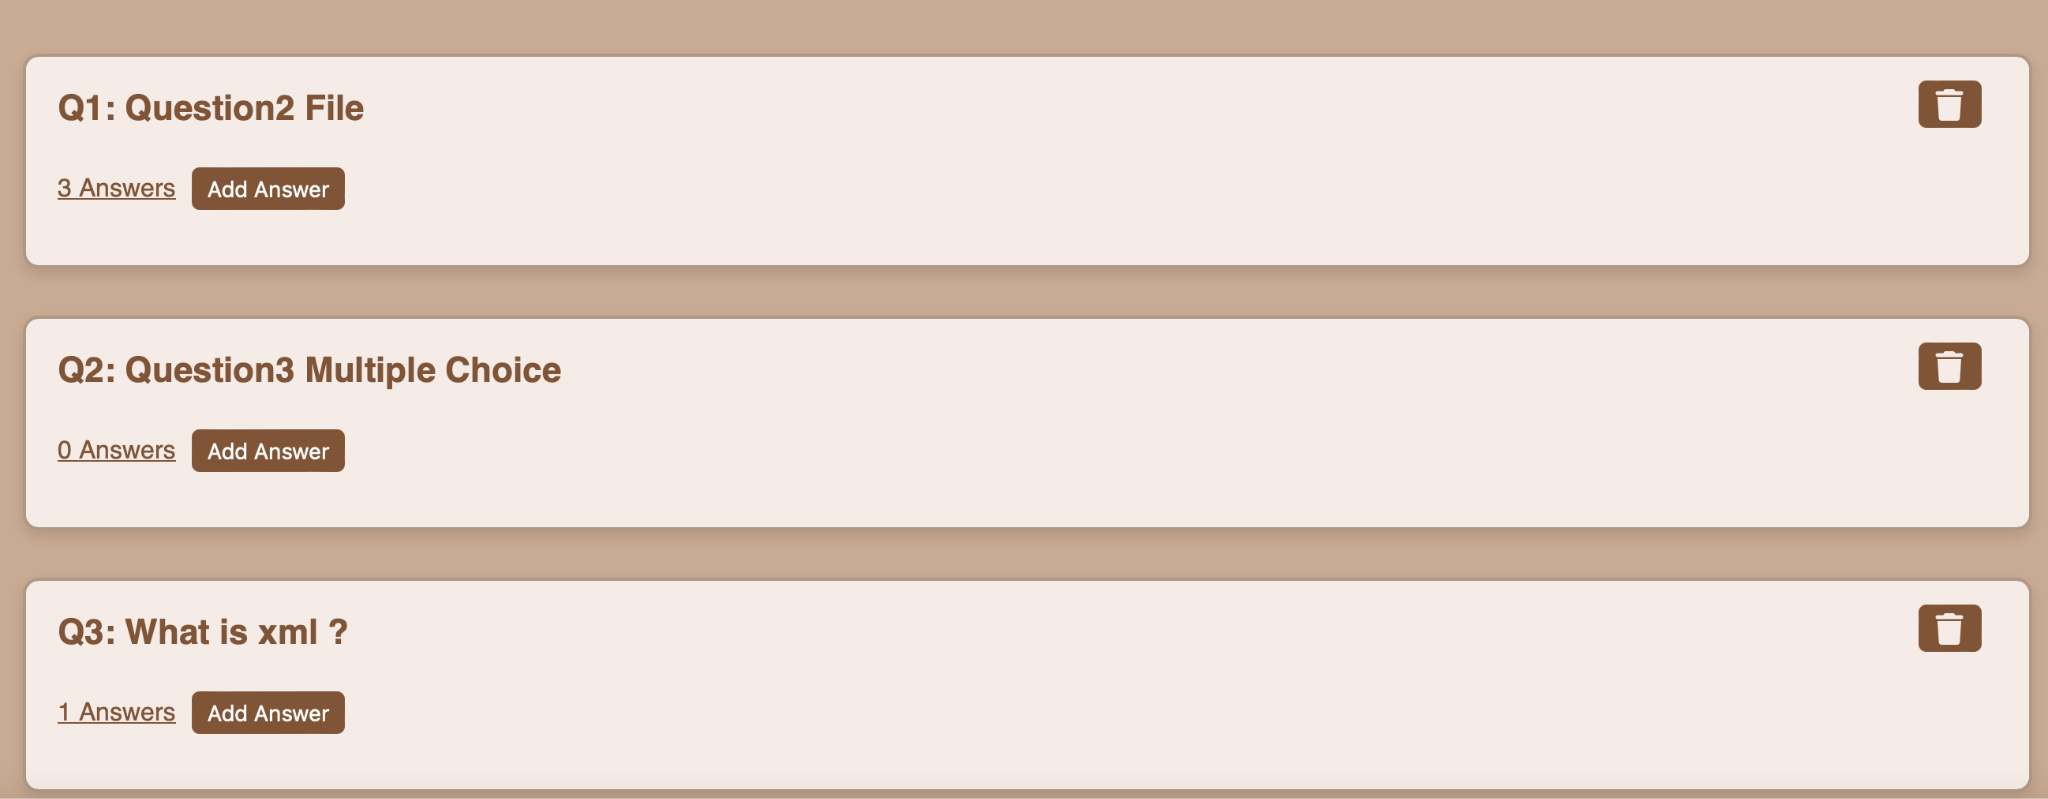 Q1: Question2 File
3 Answers Add Answer
Q2: Question3 Multiple Choice
0 Answers Add Answer
Q3: What is xml ?
1 Answers Add Answer